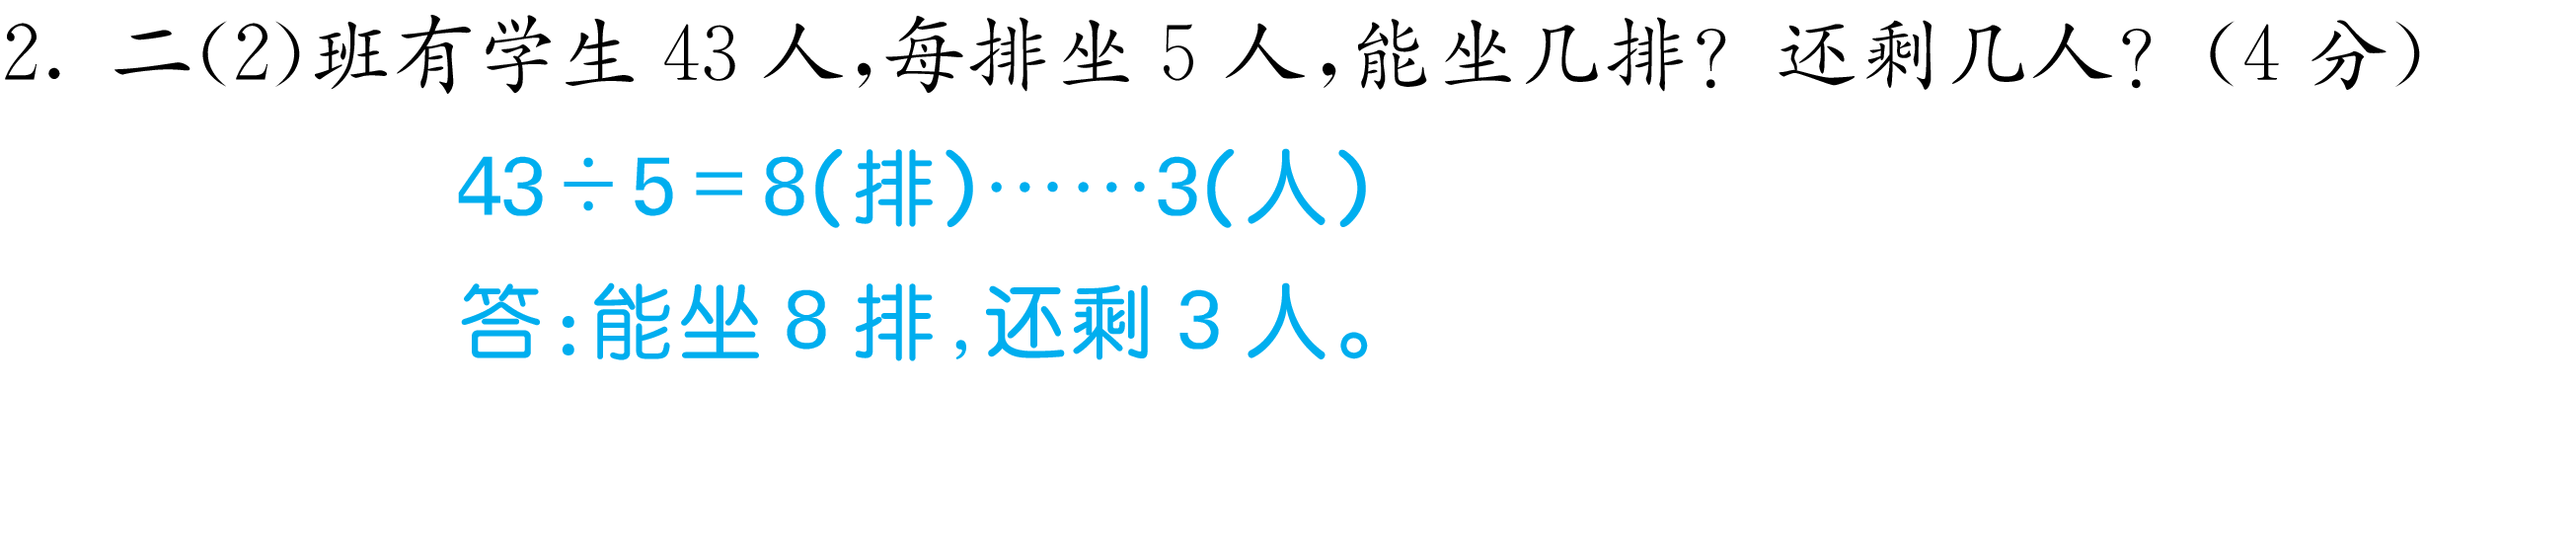 2. 二(2)班有学生 43 人,每排坐 5 人,能坐几排? 还剩几人? (4 分)
43÷5=8(排)……3(人)
答:能坐 8 排,还剩 3 人。